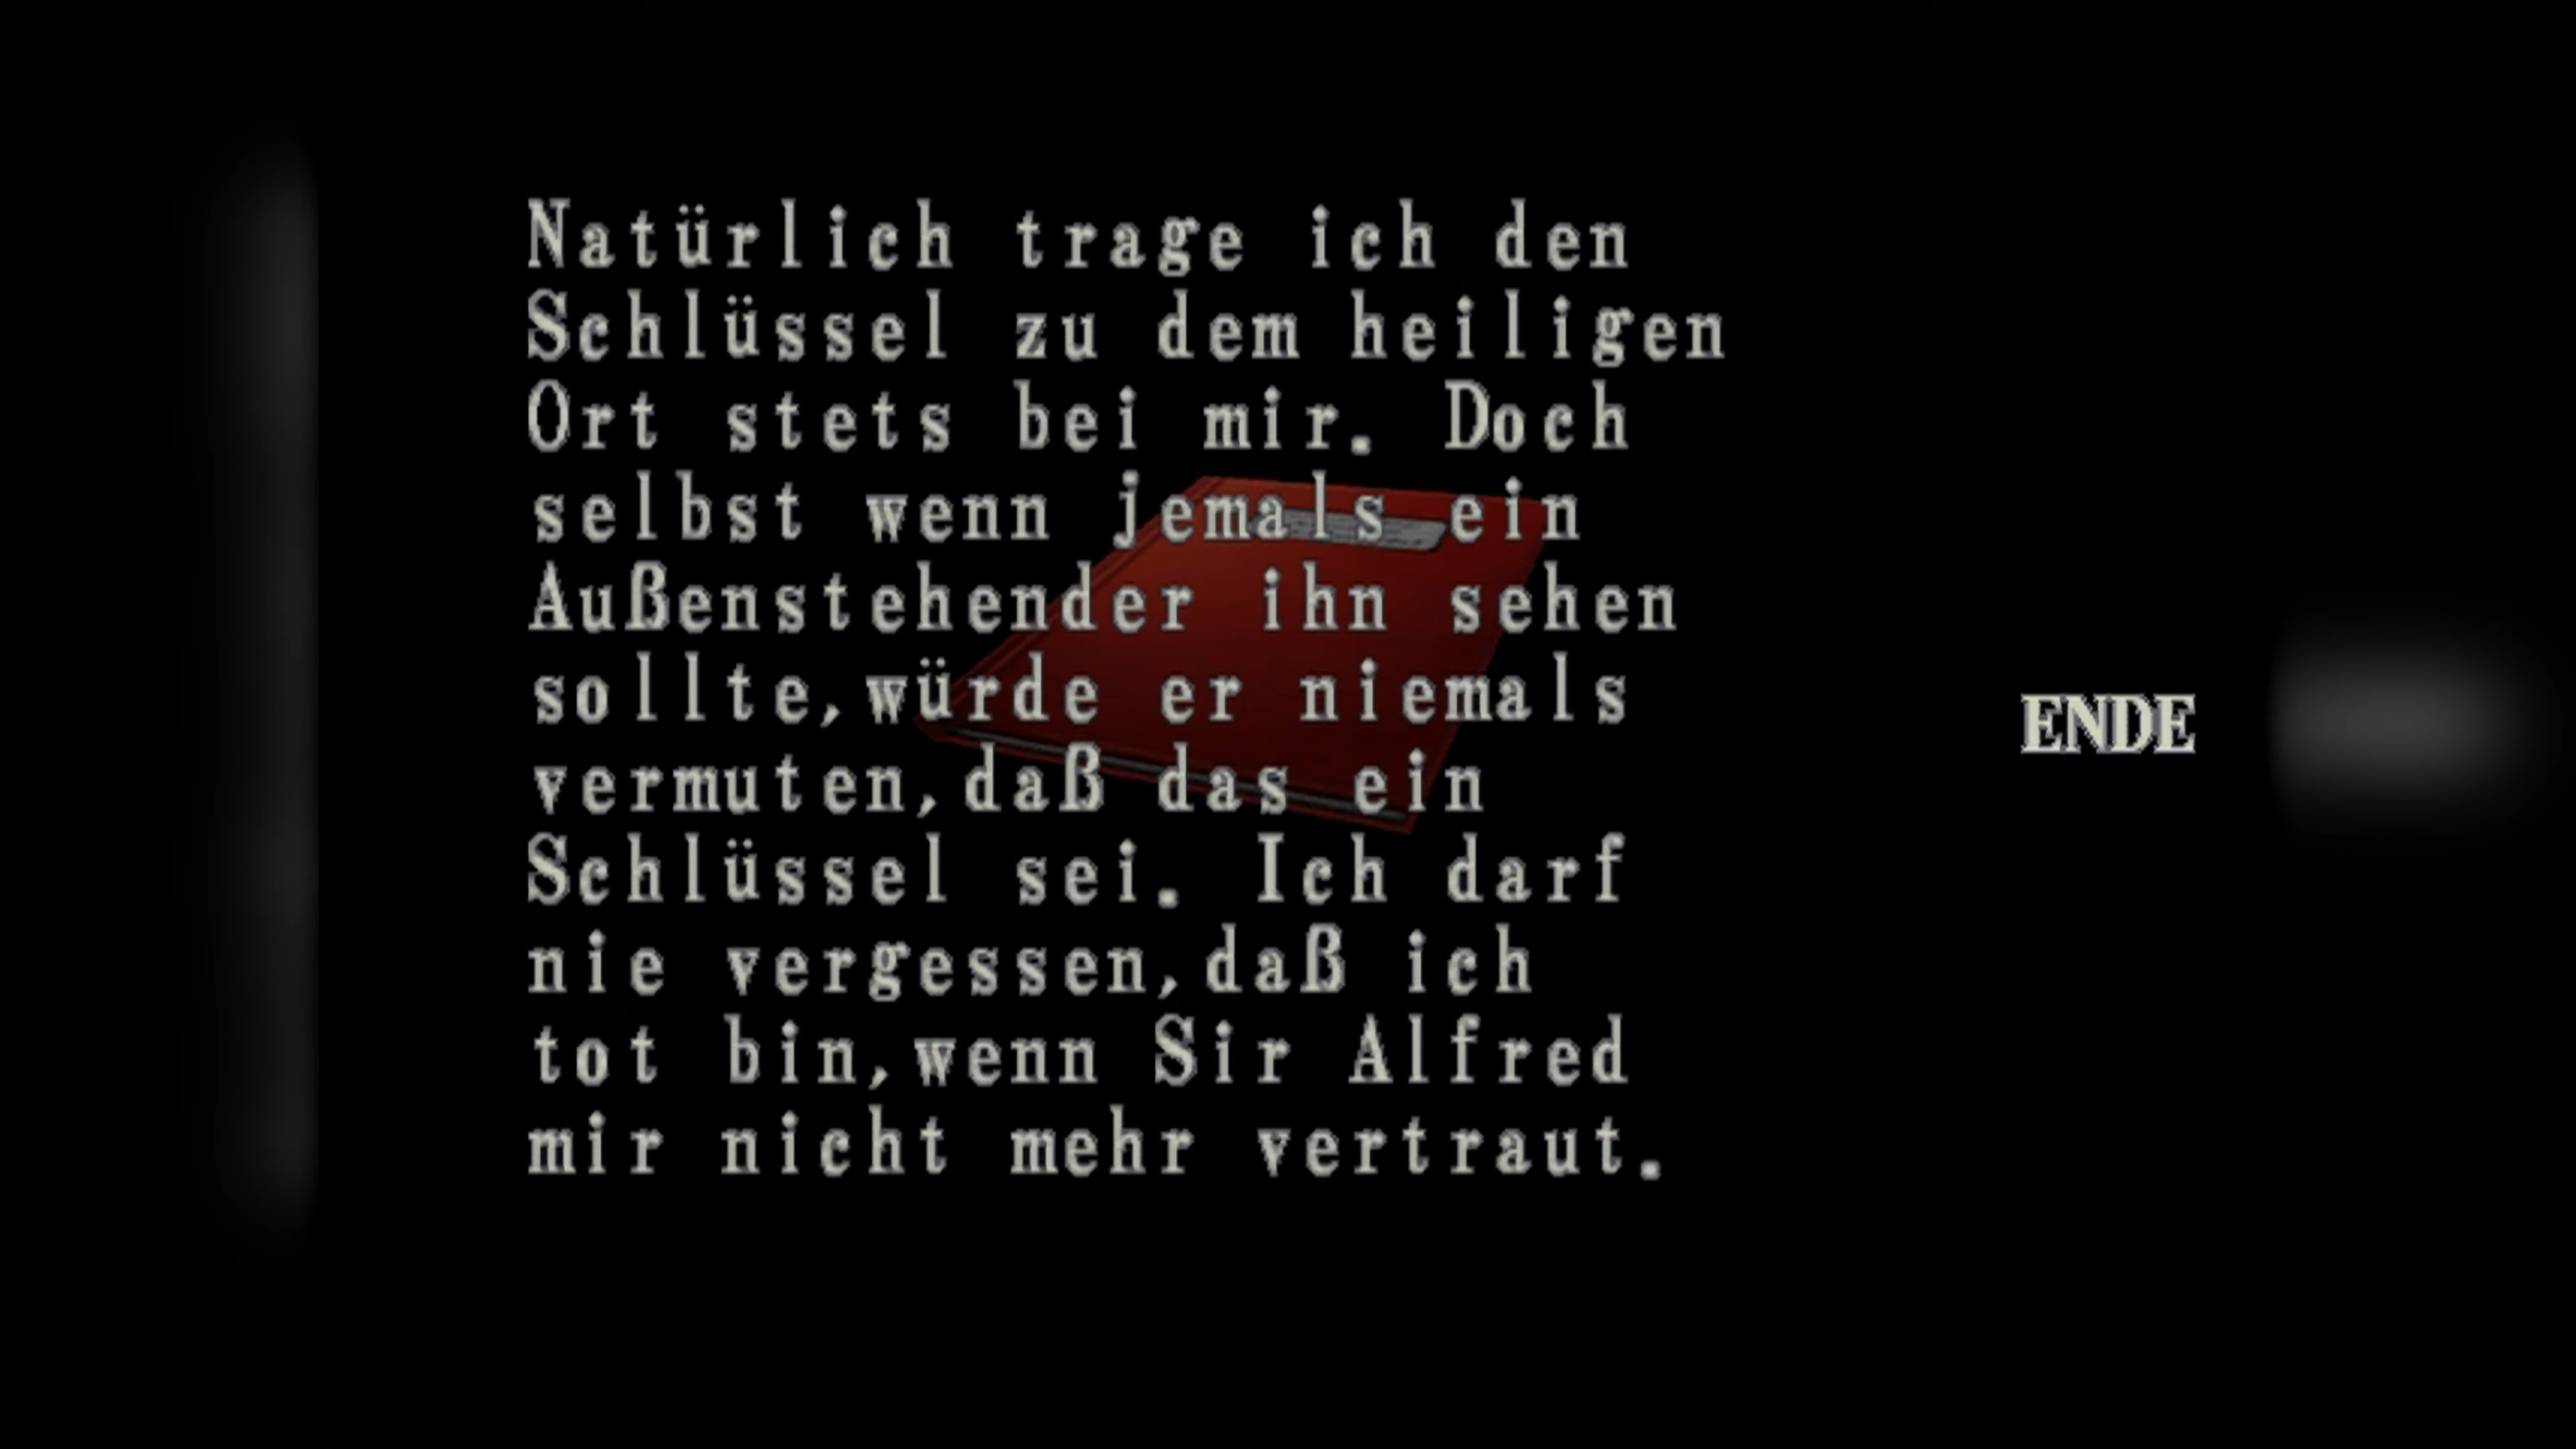 Natürlich trage ich den
Schlüssel zu dem heiligen
Ort stets bei mir. Doch
selbst wenn jemals ein
Außenstehender ihn sehen
sollte,würde er niemals
vermuten,daß das ein
Schlüssel sei. Ich darf
nie vergessen,daß ich
tot bin,wenn Sir Alfred
mir nicht mehr vertraut.
ENDE